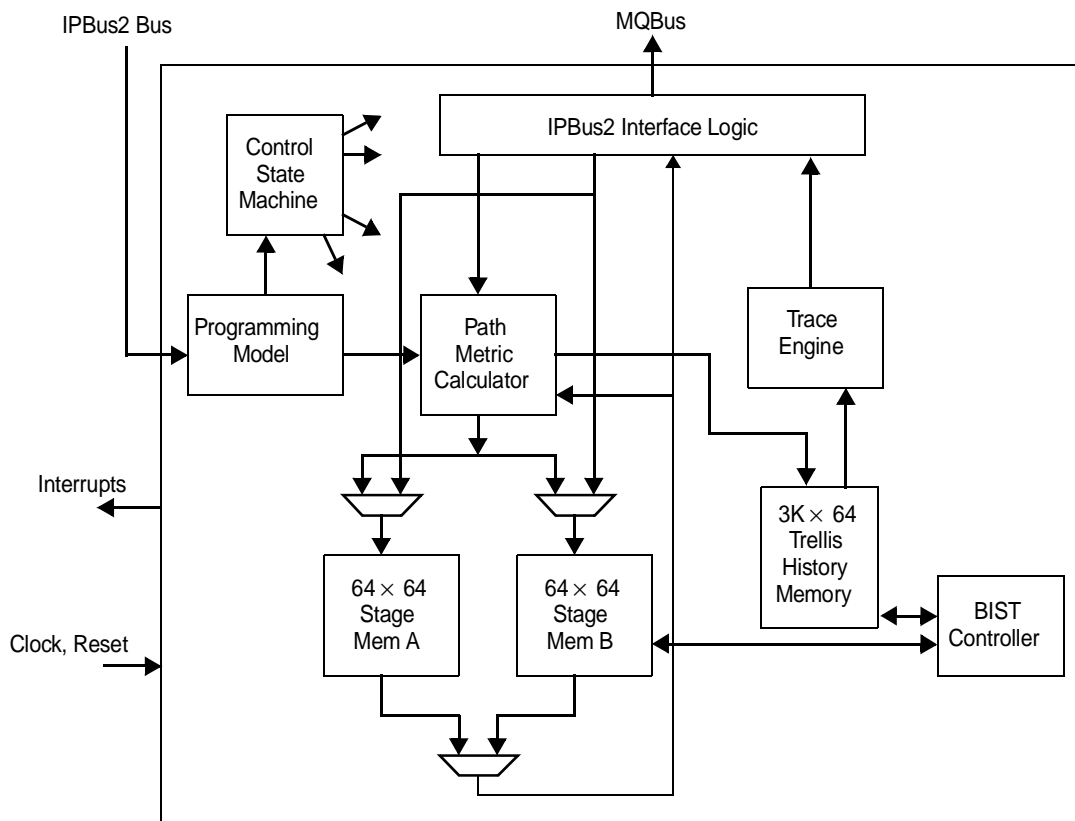 IPBus2 Bus
MQBus
IPBus2 Interface Logic
Control
State
Machine
Programming
Model
Path
Metric
Calculator
Trace
Engine
Interrupts
3K × 64
Trellis
History
Memory
64 × 64
Stage
Mem A
64 × 64
Stage
Mem B
BIST
Controller
Clock, Reset